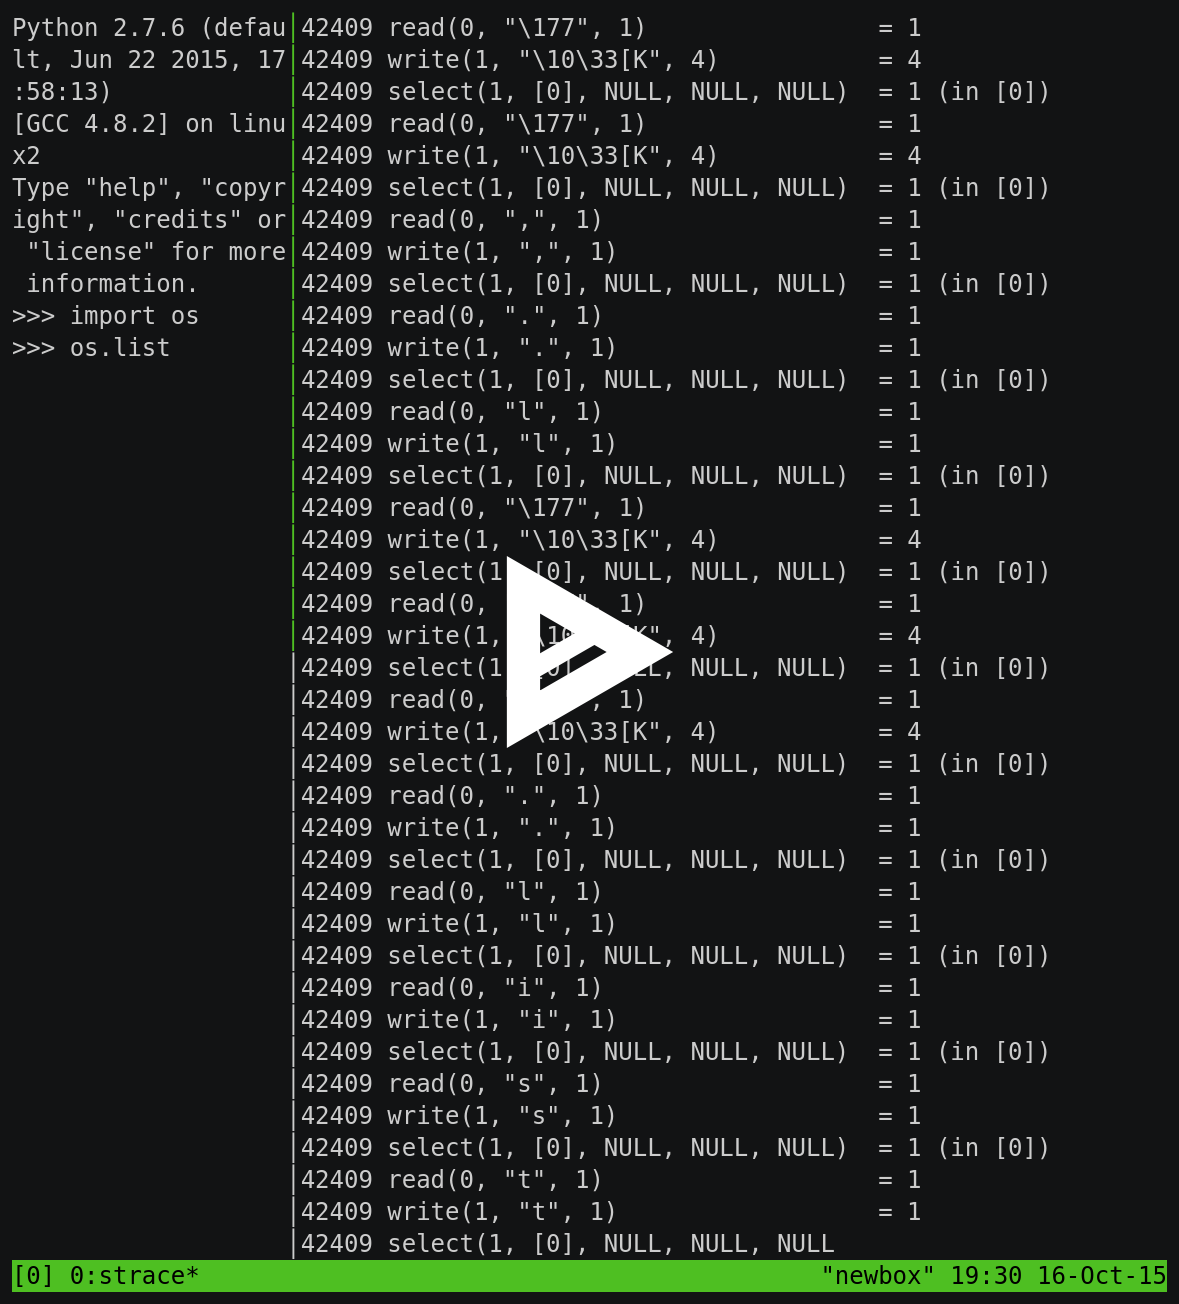 Python 2.7.6 (defau
lt, Jun 22 2015, 17
:58:13)
[GCC 4.8.2] on linu
x2
Type "help", "copyr
ight", "credits" or
 "license" for more
 information.
>>> import os
>>> os.list
42409 read(0, "\177", 1)                = 1
42409 write(1, "\10\33[K", 4)           = 4
42409 select(1, [0], NULL, NULL, NULL)  = 1 (in [0])
42409 read(0, "\177", 1)                = 1
42409 write(1, "\10\33[K", 4)           = 4
42409 select(1, [0], NULL, NULL, NULL)  = 1 (in [0])
42409 read(0, ",", 1)                   = 1
42409 write(1, ",", 1)                  = 1
42409 select(1, [0], NULL, NULL, NULL)  = 1 (in [0])
42409 read(0, ".", 1)                   = 1
42409 write(1, ".", 1)                  = 1
42409 select(1, [0], NULL, NULL, NULL)  = 1 (in [0])
42409 read(0, "l", 1)                   = 1
42409 write(1, "l", 1)                  = 1
42409 select(1, [0], NULL, NULL, NULL)  = 1 (in [0])
42409 read(0, "\177", 1)                = 1
42409 write(1, "\10\33[K", 4)           = 4
42409 select(1, [0], NULL, NULL, NULL)  = 1 (in [0])
42409 read(0, ", 1)                = 1
42409 write(1, K", 4)           = 4
42409 select(1, NULL, NULL)  = 1 (in [0])
42409 read(0, 1)                = 1
42409 write(1, "\10\33[K", 4)           = 4
42409 select(1, [0], NULL, NULL, NULL)  = 1 (in [0])
42409 read(0, ".", 1)                   = 1
42409 write(1, ".", 1)                  = 1
42409 select(1, [0], NULL, NULL, NULL)  = 1 (in [0])
42409 read(0, "l", 1)                   = 1
42409 write(1, "l", 1)                  = 1
42409 select(1, [0], NULL, NULL, NULL)  = 1 (in [0])
42409 read(0, "i", 1)                   = 1
42409 write(1, "i", 1)                  = 1
42409 select(1, [0], NULL, NULL, NULL)  = 1 (in [0])
42409 read(0, "s", 1)                   = 1
42409 write(1, "s", 1)                  = 1
42409 select(1, [0], NULL, NULL, NULL)  = 1 (in [0])
42409 read(0, "t", 1)                   = 1
42409 write(1, "t", 1)                  = 1
42409 select(1, [0], NULL, NULL, NULL
[0] 0:strace* "newbox" 19:30 16-Oct-15